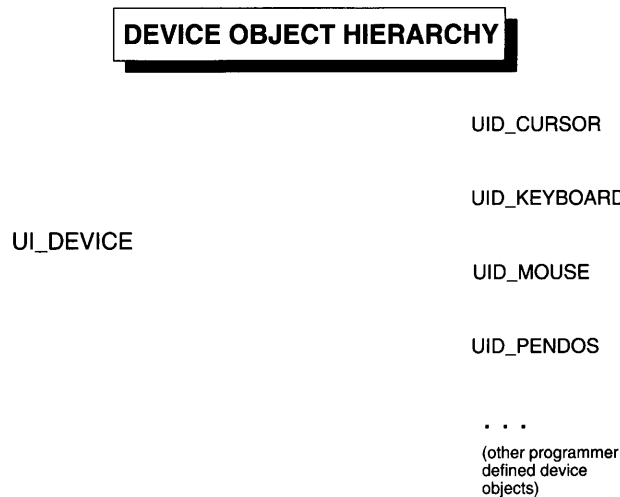 DEVICE OBJECT HIERARCHY
UID_CURSOR
UID_KEYBOARD
UI_DEVICE
UID_MOUSE
UID_PENDOS
. . .
(other programmer
defined device
objects)